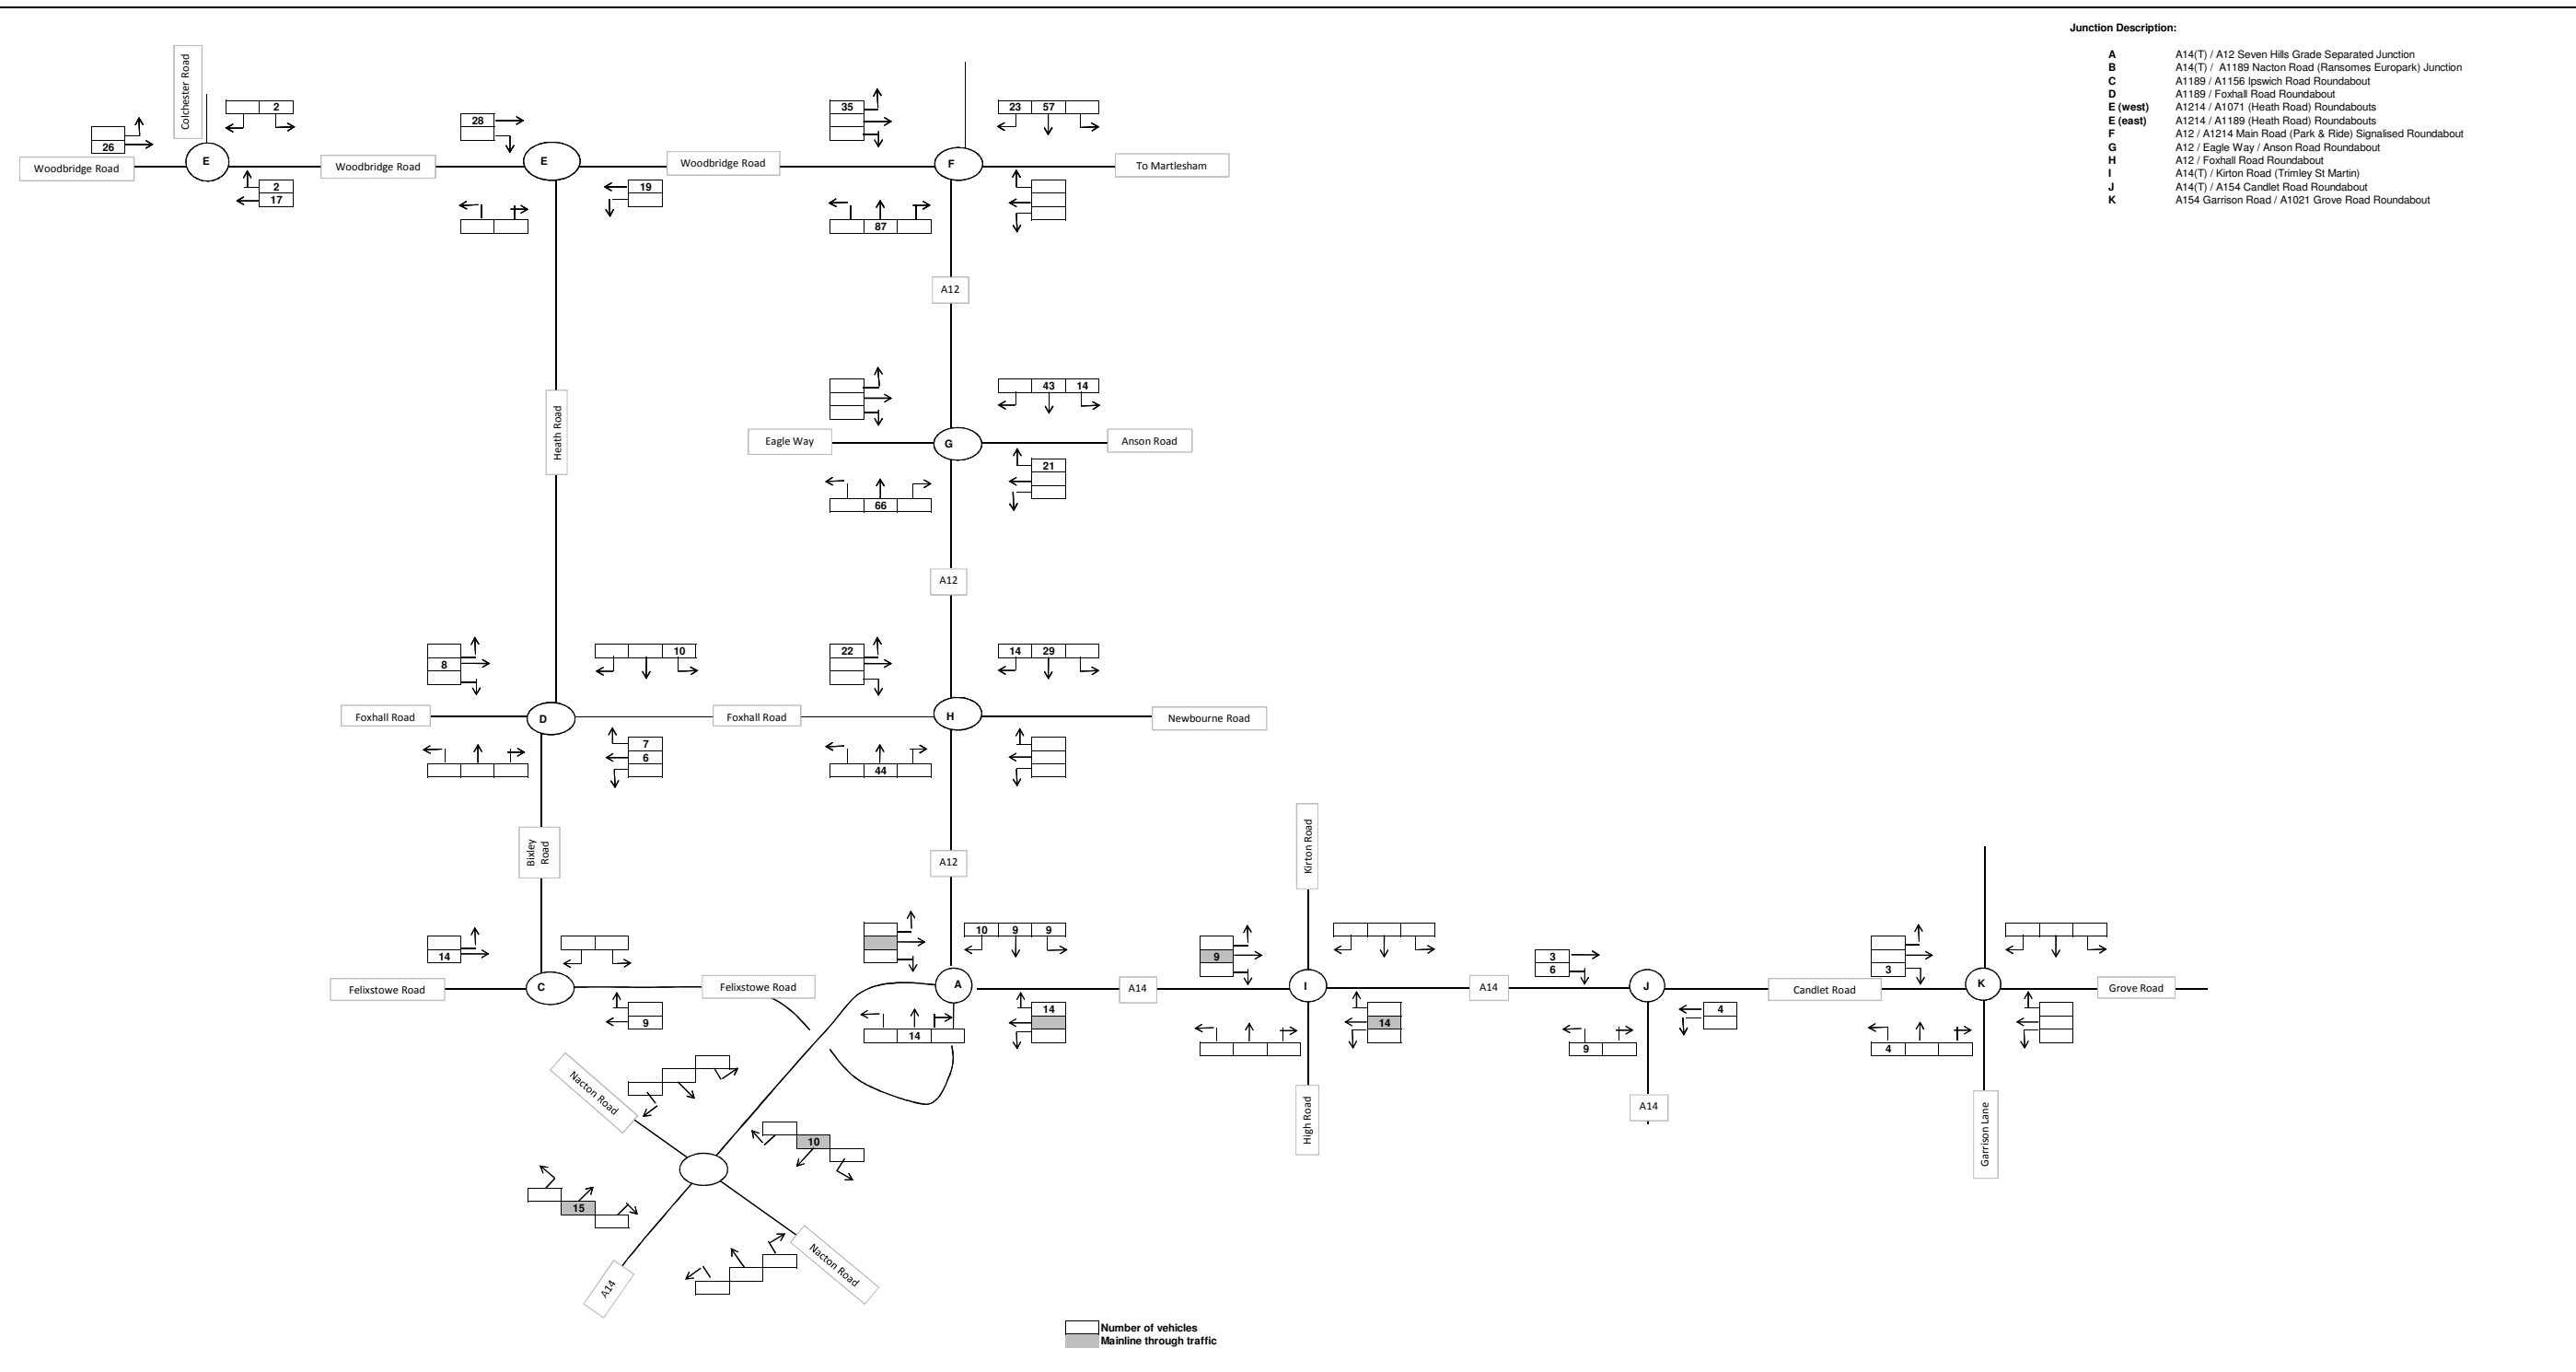 Junction Description:
A A14(T) / A12 Seven Hills Grade Separated Junction
B A14(T) / A1189 Nacton Road (Ransomes Europark) Junction
C A1189 / A1156 Ipswich Road Roundabout
D A1189 / Foxhall Road Roundabout
E (west) A1214 / A1071 (Heath Road) Roundabouts
E (east) A1214 / A1189 (Heath Road) Roundabouts
F A12 / A1214 Main Road (Park & Ride) Signalised Roundabout
G A12 / Eagle Way / Anson Road Roundabout
H A12 / Foxhall Road Roundabout
I A14(T) / Kirton Road (Trimley St Martin)
J A14(T) / A154 Candlet Road Roundabout
K A154 Garrison Road / A1021 Grove Road Roundabout
Colchester Road
2
28
35
23 57
26
Woodbridge Road
E
Woodbridge Road
E
Woodbridge Road
F
To Martlesham
2
17
19
87
A12
43 14
Heath Road
Eagle Way
G
Anson Road
21
66
A12
8
10
22
14 29
Foxhall Road
D
Foxhall Road
H
Newbourne Road
7
6
44
Bixley
Road
A12
Kirton Road
14
10 9 9
9
3
6
3
Felixstowe Road
C
Felixstowe Road
A
A14
I
A14
J
Candlet Road
K
Grove Road
9
14
14
14
4
9
4
Nacton Road
High Road
A14
Garrison Lane
10
15
Nacton Road
A14
Number of vehicles
Mainline through traffic